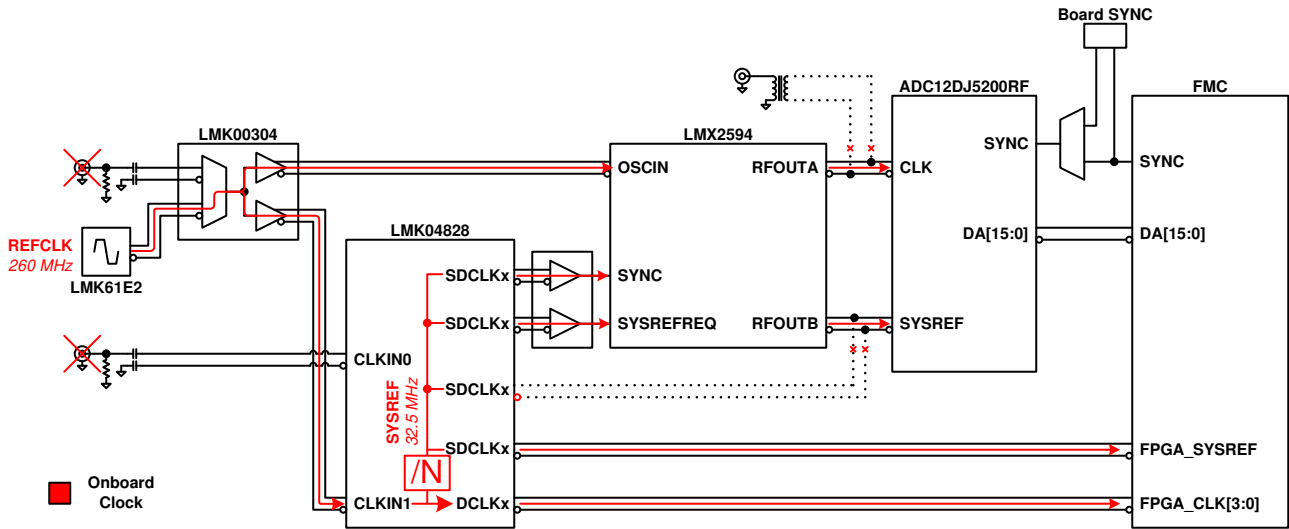 Board SYNC
ADC12DJ5200RF
FMC
LMK00304
LMX2594
SYNC
SYNC
OSCIN
RFOUTA
CLK
DA[15:0]
DA[15:0]
REFCLK
260 MHz
LMK61E2
LMK04828
SDCLKx
SYNC
SDCLKx
SYSREFREQ
RFOUTB
SYSREF
CLKIN0
SDCLKx
SYSREF
32.5 MHz
SDCLKx
FPGA_SYSREF
/N
Onboard
Clock
CLKIN1
DCLKx
FPGA_CLK[3:0]